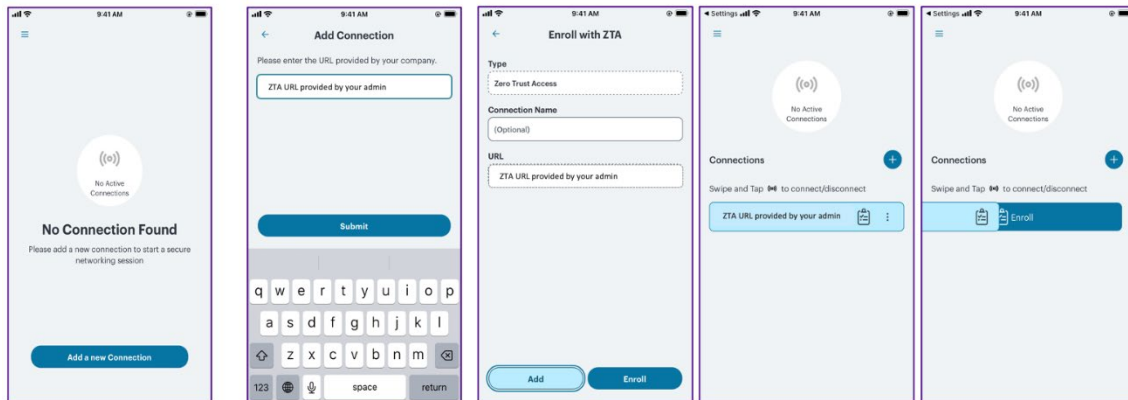 9:41 AM
No Active
Connections
No Connection Found
Please add a new connection to start a secure
networking session
Add a new Connection
9:41 AM
Add Connection
Please enter the URL provided by your company.
ZTA URL provided by your admin
Submit
q w e r t y u i o p
a s d f g h j k l
z x c v b n m
123 space return
9:41 AM
Enroll with ZTA
Type
Zero Trust Access
Connection Name
(Optional)
URL
ZTA URL provided by your admin
Add Enroll
Settings 9:41 AM
No Active
Connections
Connections
Swipe and Tap to connect/disconnect
ZTA URL provided by your admin
Settings 9:41 AM
No Active
Connections
Connections
Swipe and Tap to connect/disconnect
Enroll